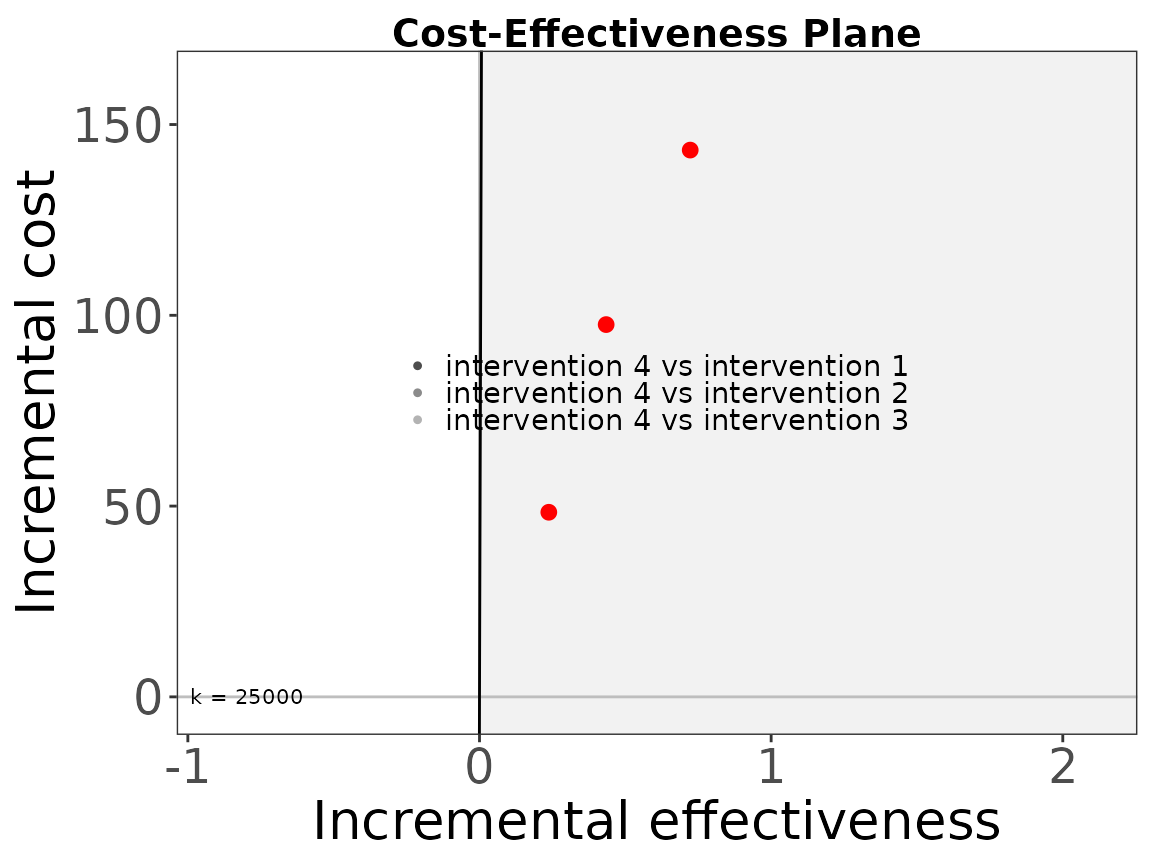 Cost-Effectiveness Plane
Incremental cost
150
100
50
0
intervention 4 vs intervention 1
intervention 4 vs intervention 2
intervention 4 vs intervention 3
k = 25000
-1
0
1
2
Incremental effectiveness